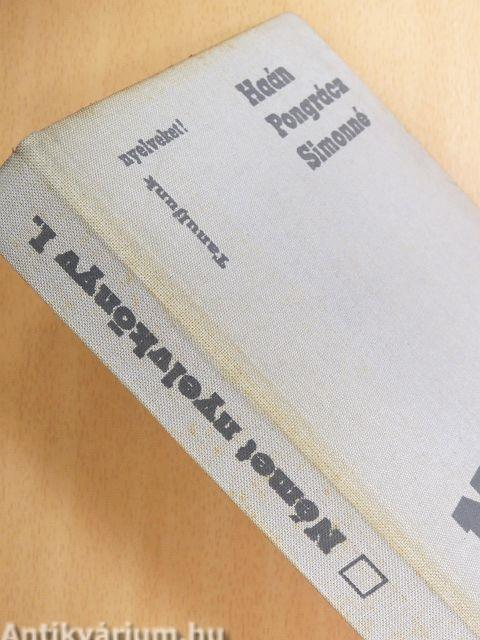 Haán
Pongrácz
Simonné
Tanuljunk
nyelveket!
Német nyelvkönyv I.
Antikvárium.hu